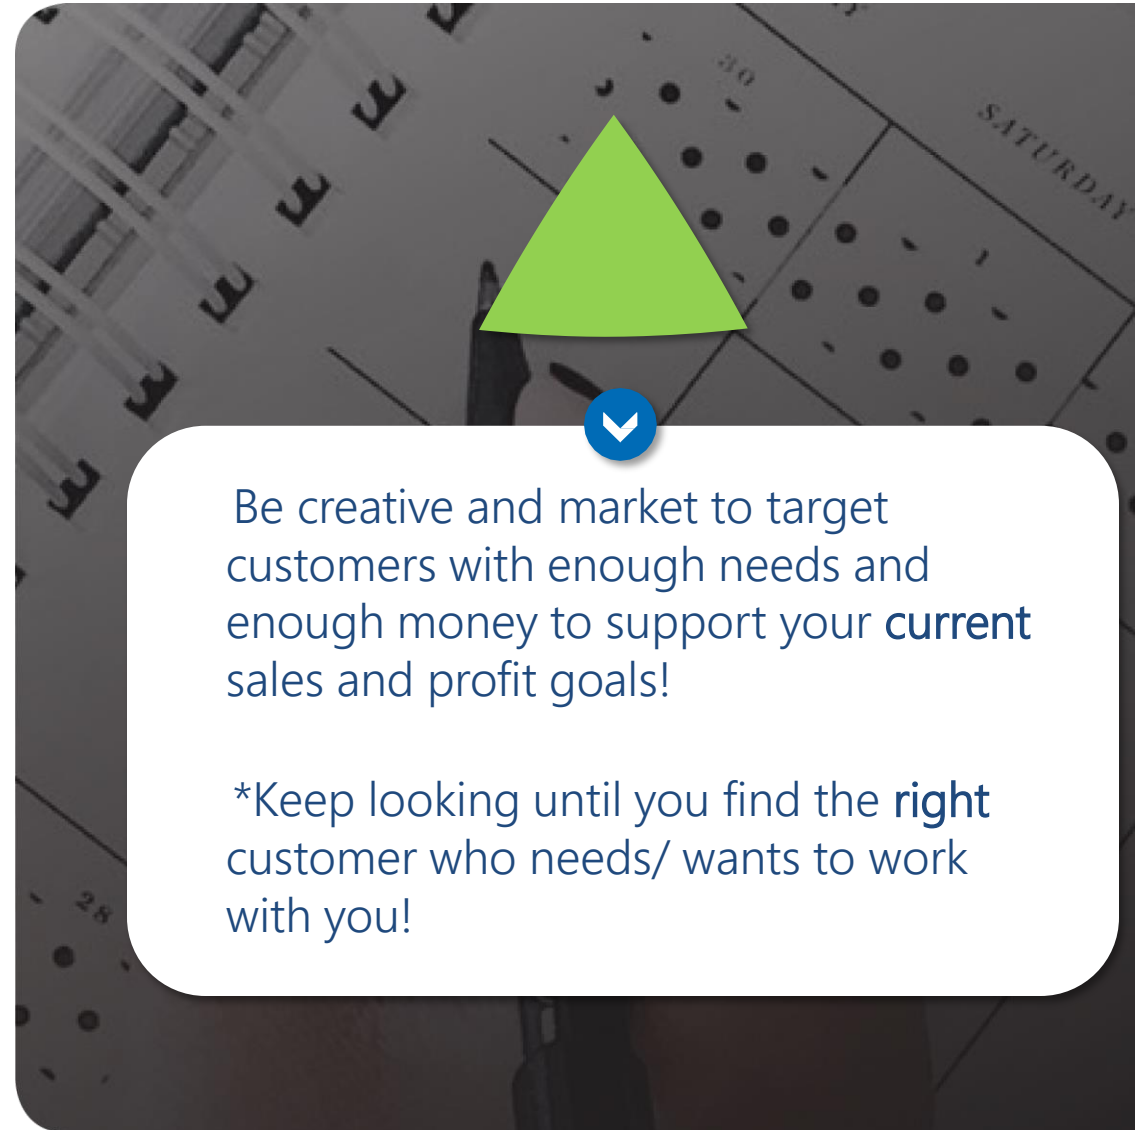 30
SATURDAY
1
Be creative and market to target
customers with enough needs and
enough money to support your current
sales and profit goals!
*Keep looking until you find the right
customer who needs/ wants to work
with you!
28